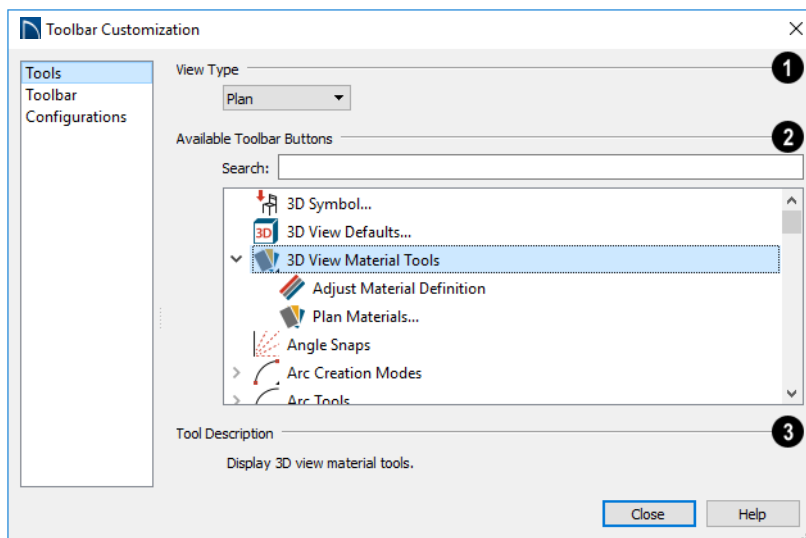 Toolbar Customization
Tools
Toolbar
Configurations
View Type
1
Plan
Available Toolbar Buttons
2
Search:
3D Symbol...
3D
3D View Defaults...
3D View Material Tools
Adjust Material Definition
Plan Materials...
Angle Snaps
Arc Creation Modes
Arc Tools
Tool Description
3
Display 3D view material tools.
Close
Help